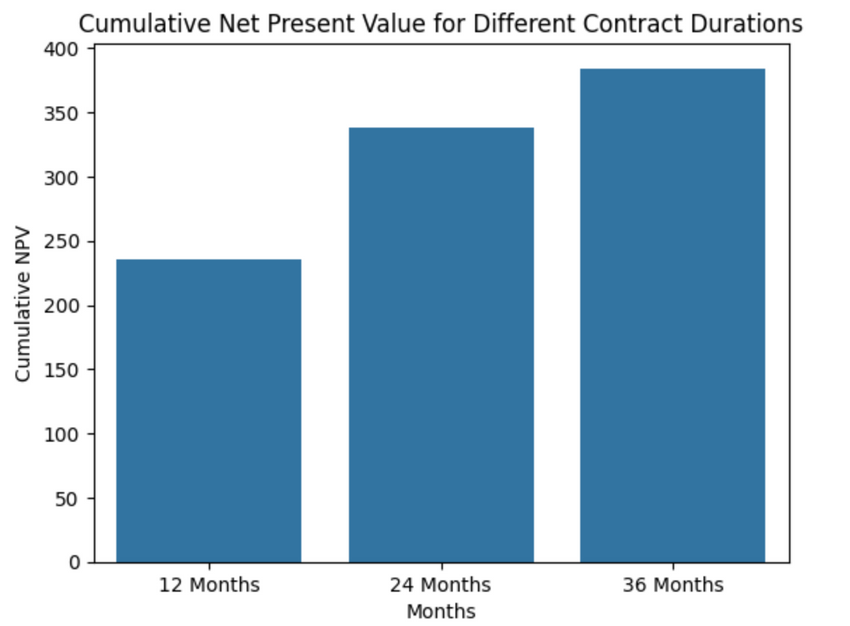 Cumulative Net Present Value for Different Contract Durations
400
350
300
250
200
150
100
50
0
Cumulative NPV
12 Months
24 Months
36 Months
Months